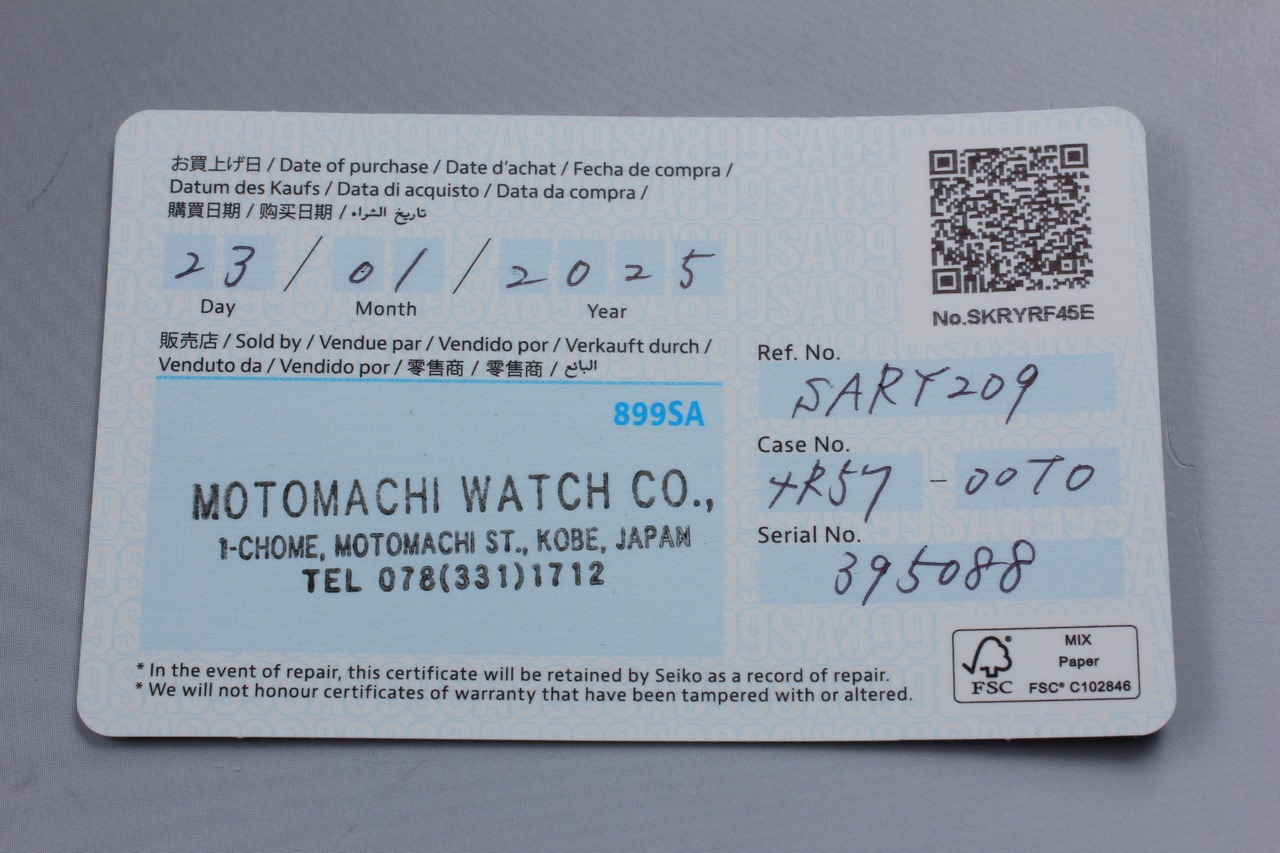 お買上げ日 / Date of purchase / Date d'achat / Fecha de compra /
Datum des Kaufs / Data di acquisto / Data da compra /
購買日期 / 购买日期 / تاريخ الشراء
23 / 01 / 2025
Day Month Year
販売店 / Sold by / Vendue par / Vendido por / Verkauft durch /
Venduto da / Vendido por / 零售商 / 零售商 / البائع
899SA
MOTOMACHI WATCH CO.,
1-CHOME, MOTOMACHI ST., KOBE, JAPAN
TEL 078(331)1712
No.SKRYRF45E
Ref. No.
SARY209
Case No.
4R57 - 00T0
Serial No.
395088
* In the event of repair, this certificate will be retained by Seiko as a record of repair.
* We will not honour certificates of warranty that have been tampered with or altered.
FSC
MIX
Paper
FSC® C102846